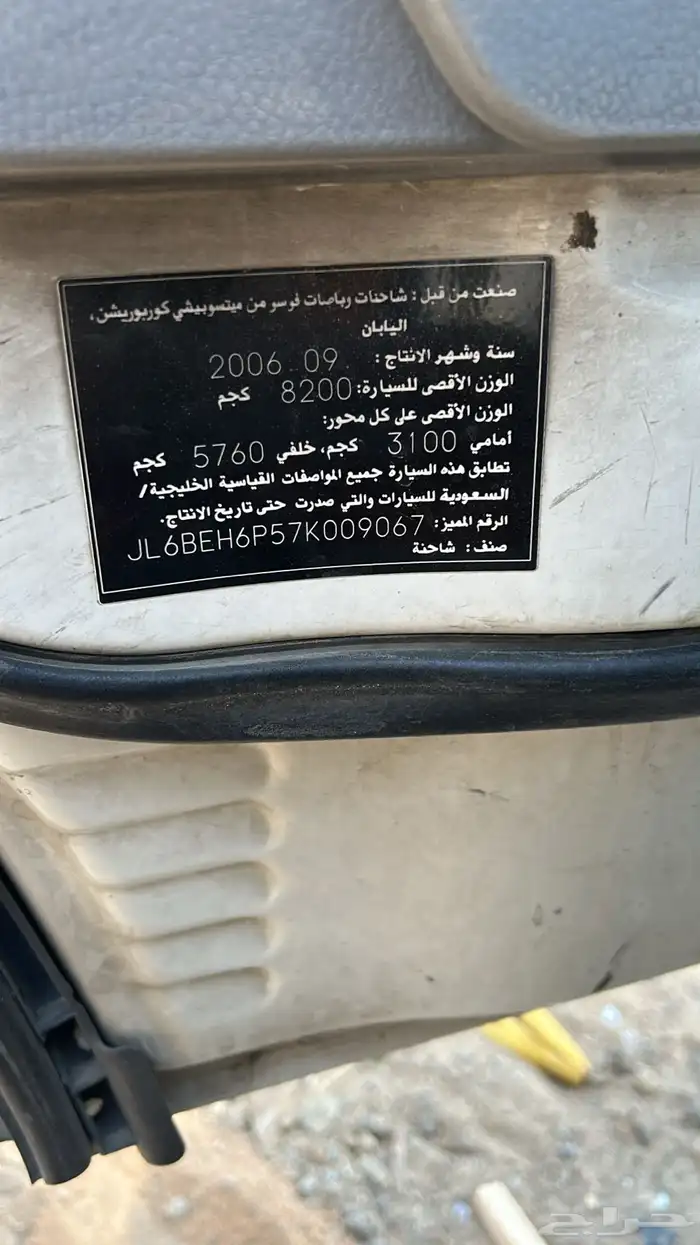 صنعت من قبل : شاحنات وباصات فوسو من ميتسوبيشي كوربوريشن،
اليابان
سنة وشهر الانتاج : 2006 09
الوزن الأقصى للسيارة: 8200 كجم
الوزن الأقصى على كل محور:
أمامي 3100 كجم، خلفي 5760 كجم
تطابق هذه السيارة جميع المواصفات القياسية الخليجية/
السعودية للسيارات والتي صدرت حتى تاريخ الانتاج.
الرقم المميز: JL6BEH6P57K009067
صنف : شاحنة
حراج